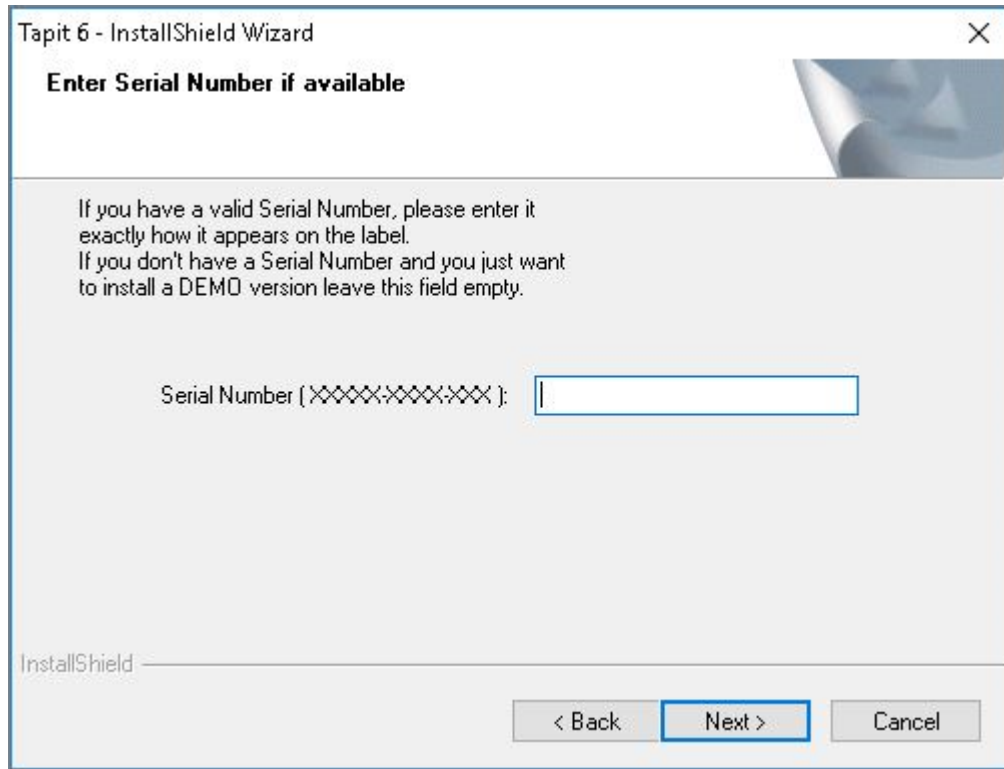 Tapit 6 - InstallShield Wizard
Enter Serial Number if available
If you have a valid Serial Number, please enter it
exactly how it appears on the label.
If you don't have a Serial Number and you just want
to install a DEMO version leave this field empty.
Serial Number ( XXXXX-XXXX-XXX ):
InstallShield
< Back Next > Cancel